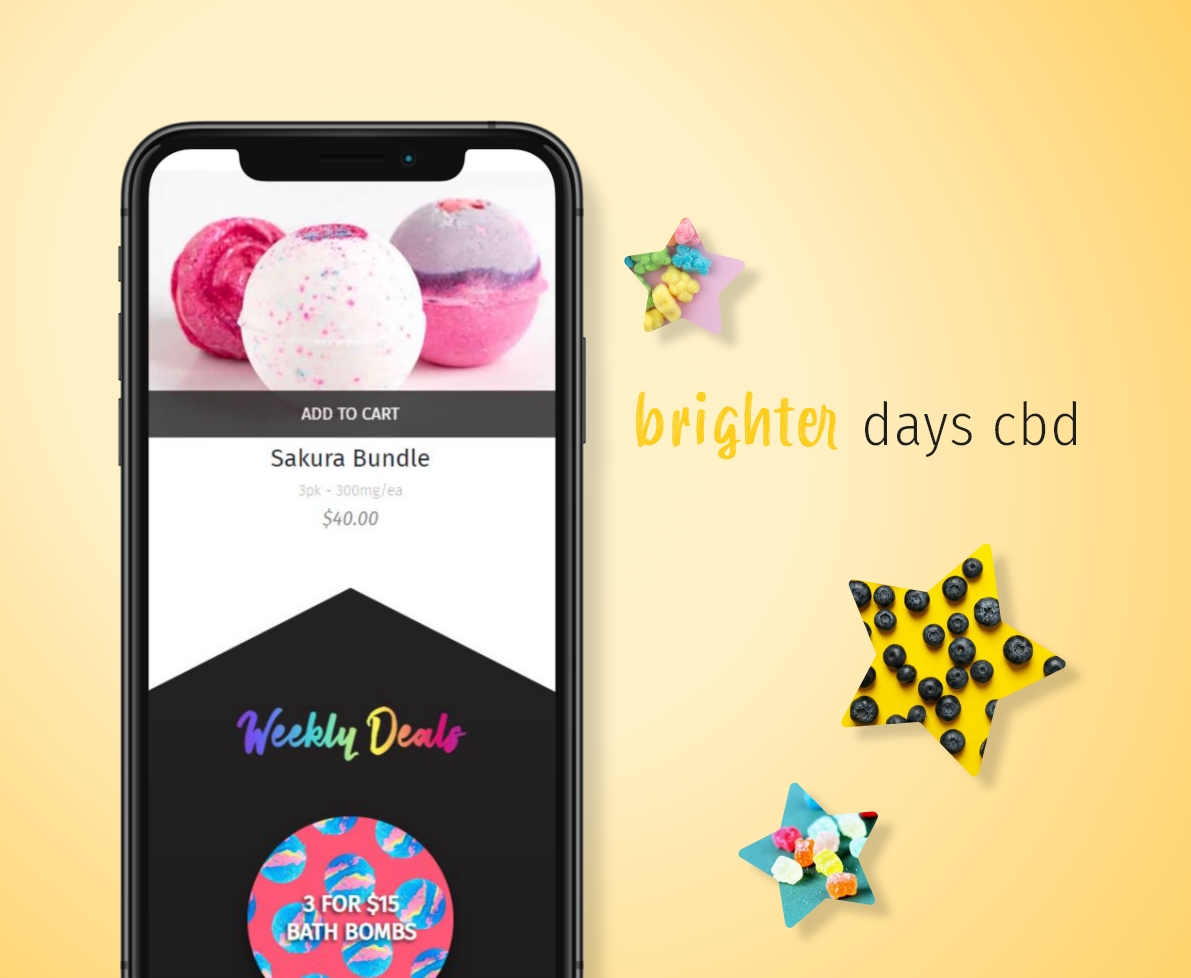 ADD TO CART
Sakura Bundle
3pk - 300mg/ea
$40.00
Weekly Deals
3 FOR $15
BATH BOMBS
brighter days cbd